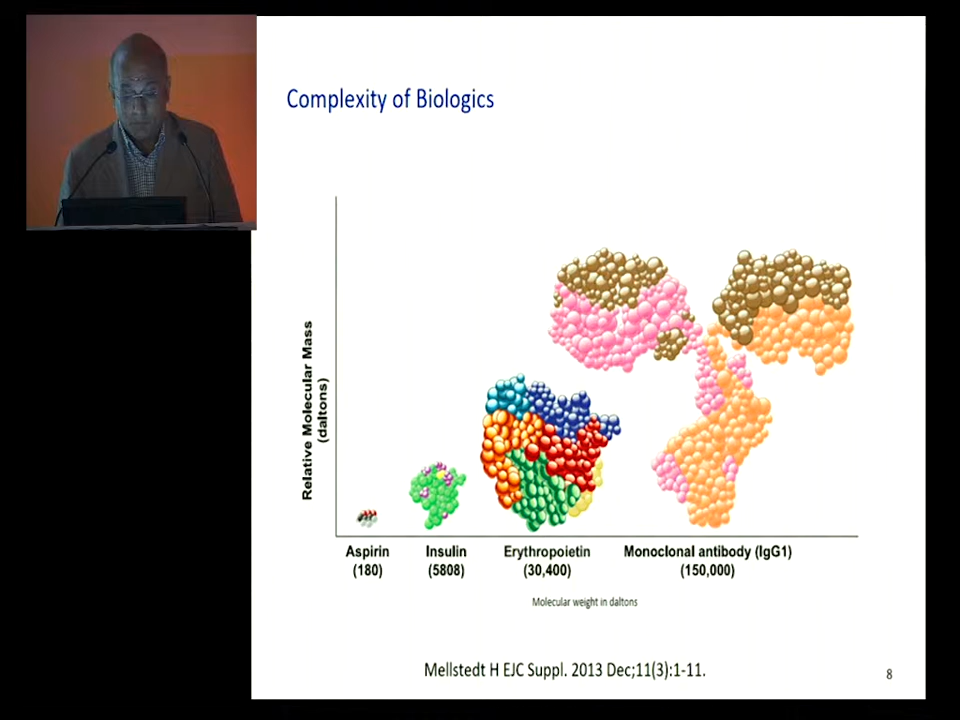 Complexity of Biologics
Relative Molecular Mass
(daltons)
Aspirin
(180)
Insulin
(5808)
Erythropoietin
(30,400)
Monoclonal antibody (IgG1)
(150,000)
Molecular weight in daltons
Mellstedt H EJC Suppl. 2013 Dec;11(3):1-11.
8